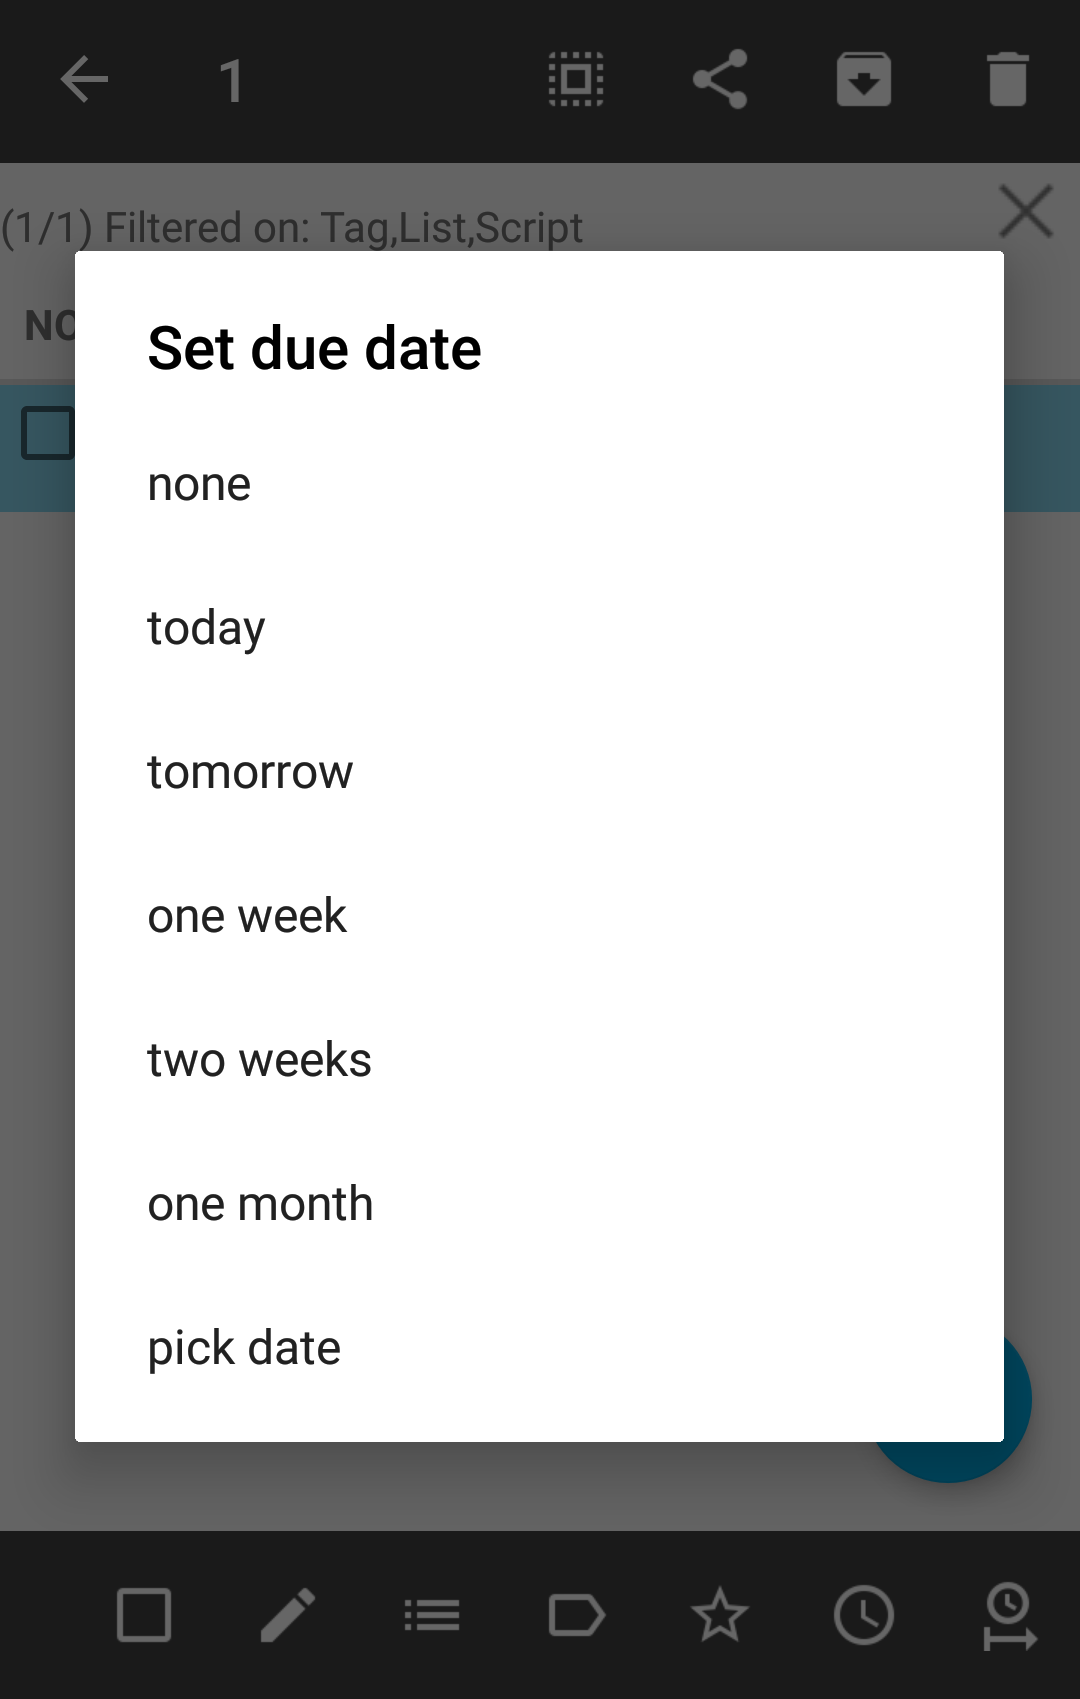 1
(1/1) Filtered on: Tag,List,Script
Set due date
none
today
tomorrow
one week
two weeks
one month
pick date